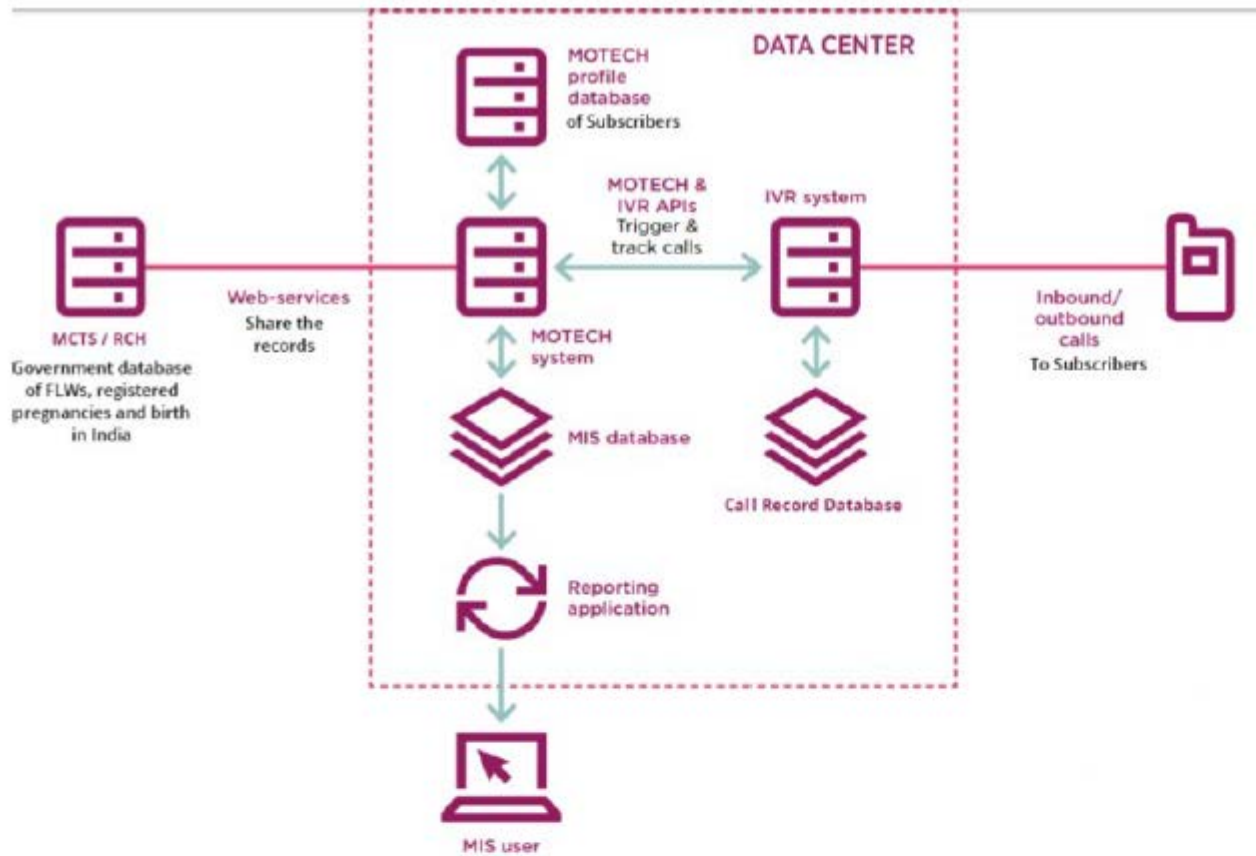 DATA CENTER
MOTECH
profile
database
of Subscribers
MOTECH &
IVR APIs
Trigger &
track calls
IVR system
Web-services
Share the
records
MCTS / RCH
Government database
of FLWs, registered
pregnancies and birth
in India
MOTECH
system
Inbound/
outbound
calls
To Subscribers
MIS database
Call Record Database
Reporting
application
MIS user